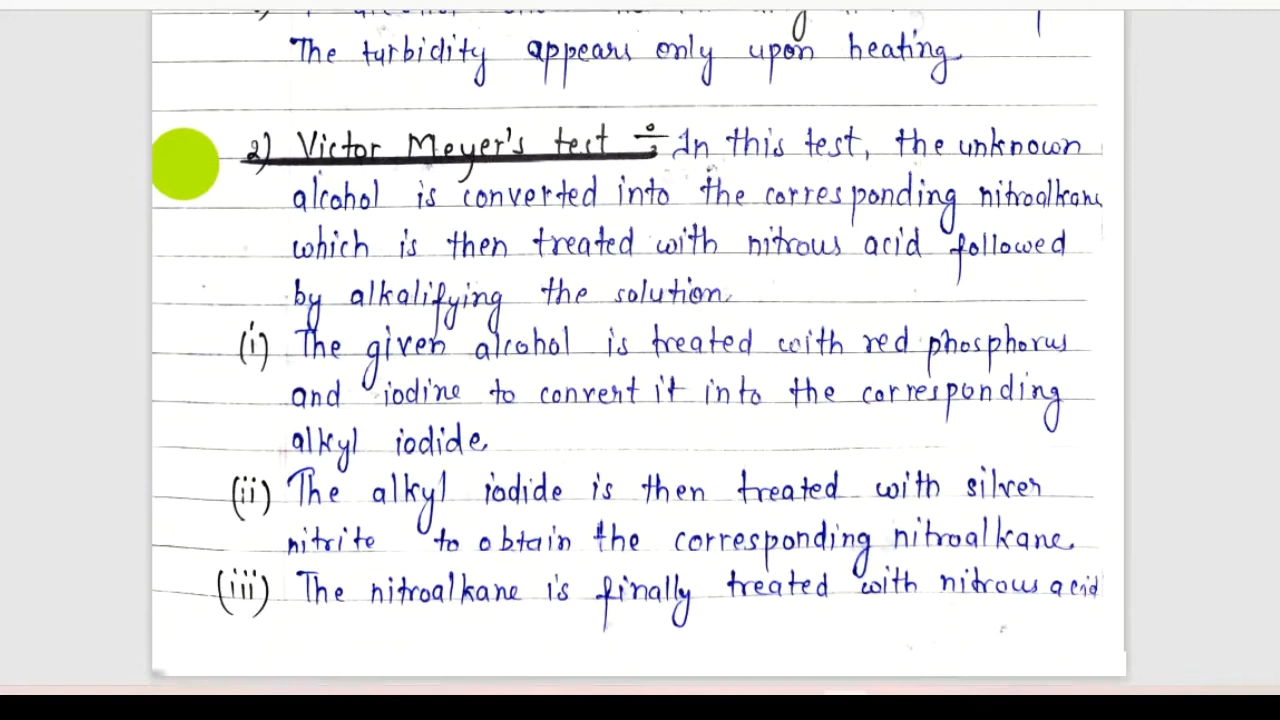 The turbidity appears only upon heating.
2) Victor Meyer's test :- In this test, the unknown
alcohol is converted into the corresponding nitroalkane
which is then treated with nitrous acid followed
by alkalifying the solution.
(i) The given alcohol is treated with red phosphorus
and iodine to convert it into the corresponding
alkyl iodide.
(ii) The alkyl iodide is then treated with silver
nitrite to obtain the corresponding nitroalkane.
(iii) The nitroalkane is finally treated with nitrous acid